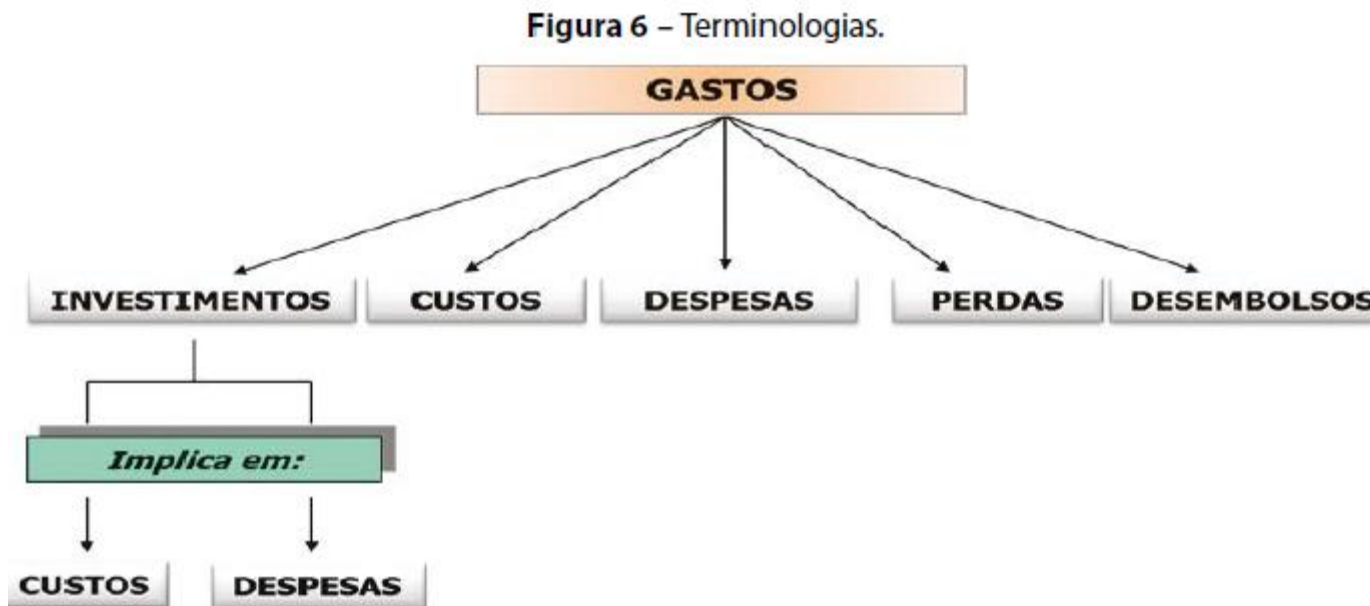 Figura 6 – Terminologias.
GASTOS
INVESTIMENTOS CUSTOS DESPESAS PERDAS DESEMBOLSOS
Implica em:
CUSTOS DESPESAS